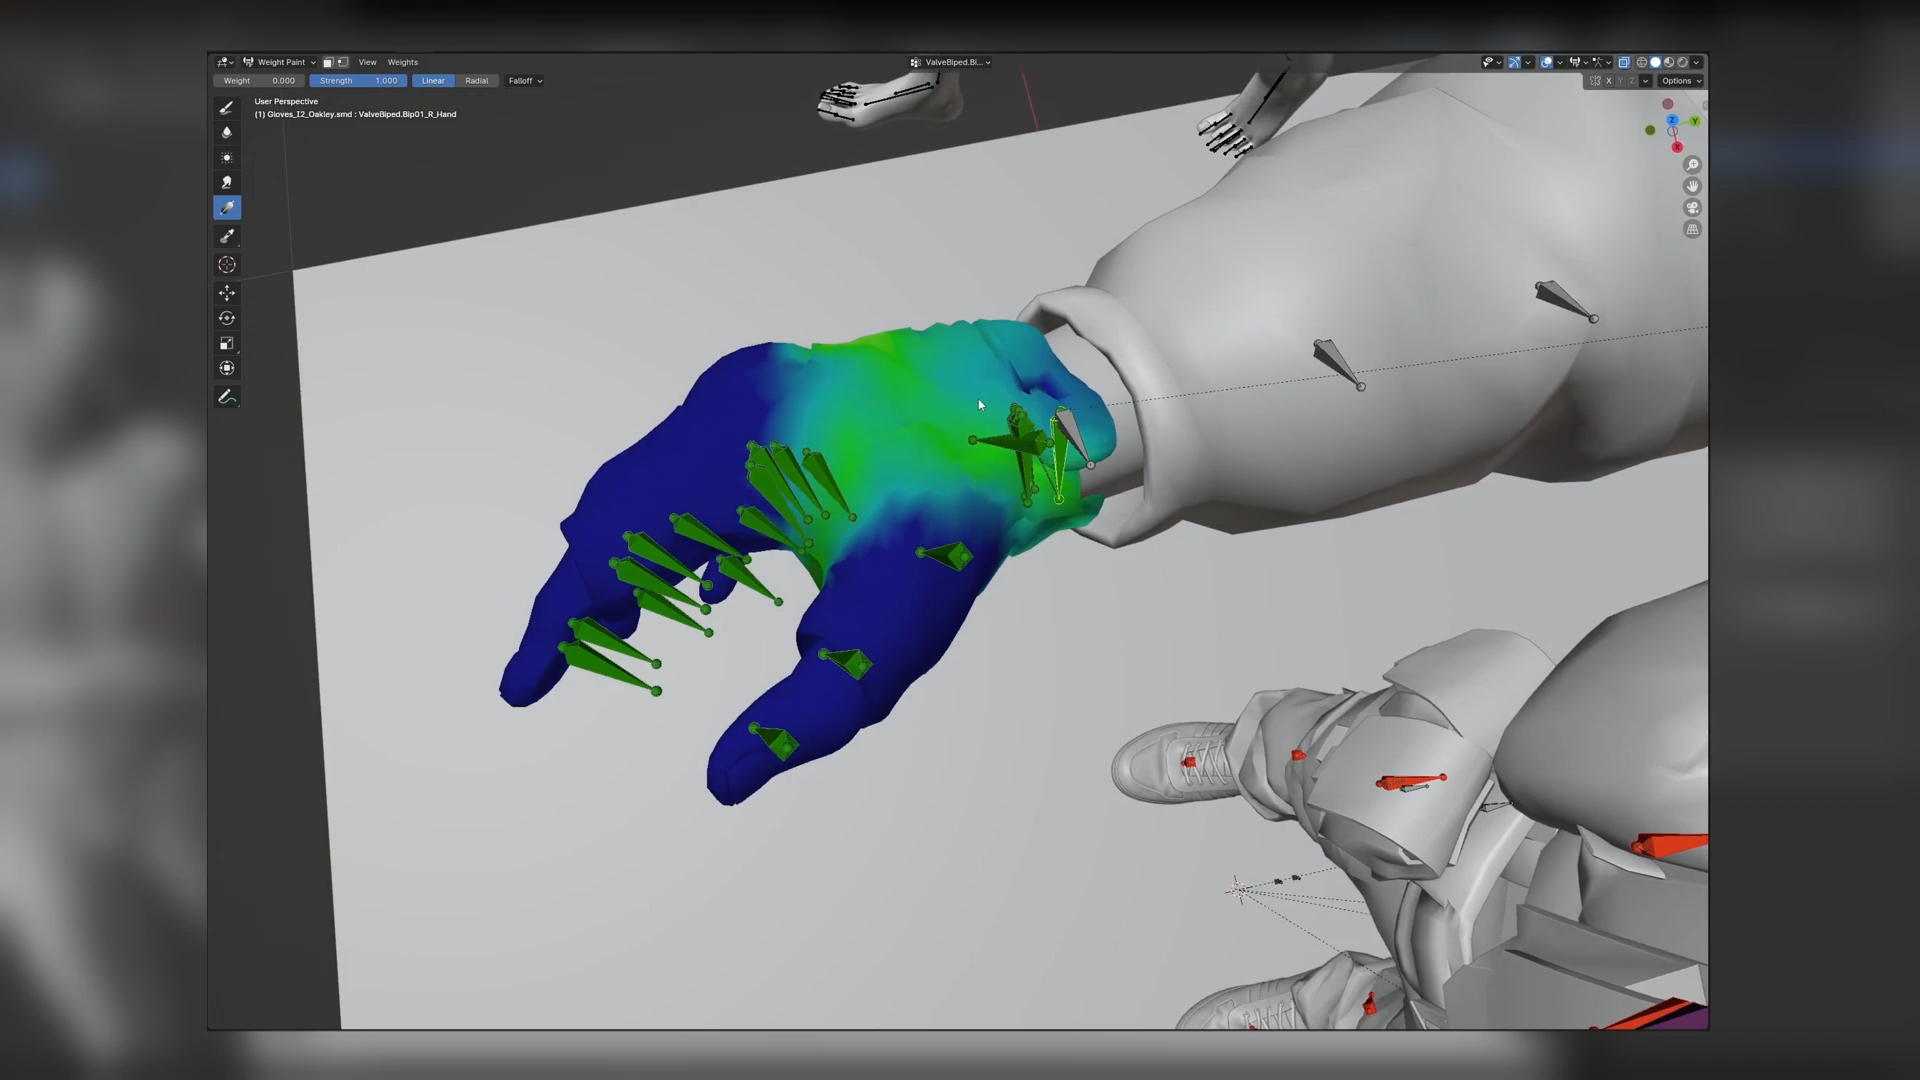 Weight Paint View Weights ValveBiped.Bi...
Weight 0.000 Strength 1.000 Linear Radial Falloff X Y Z Options
User Perspective
(1) Gloves_I2_Oakley.smd : ValveBiped.Bip01_R_Hand
Z
Y
X